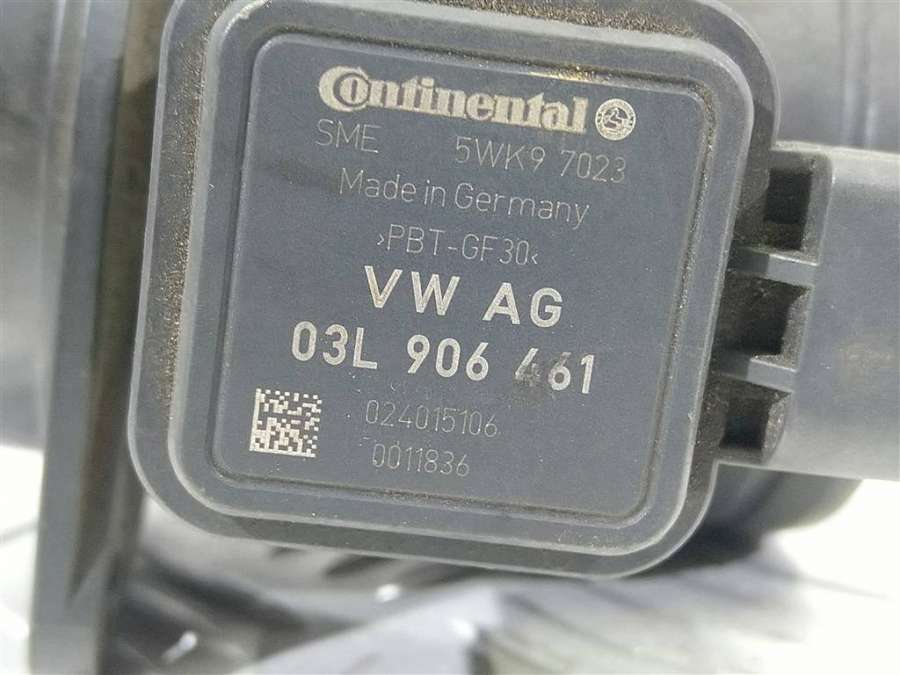 Continental
SME 5WK9 7023
Made in Germany
>PBT-GF30<
VW AG
03L 906 461
024015106
0011836